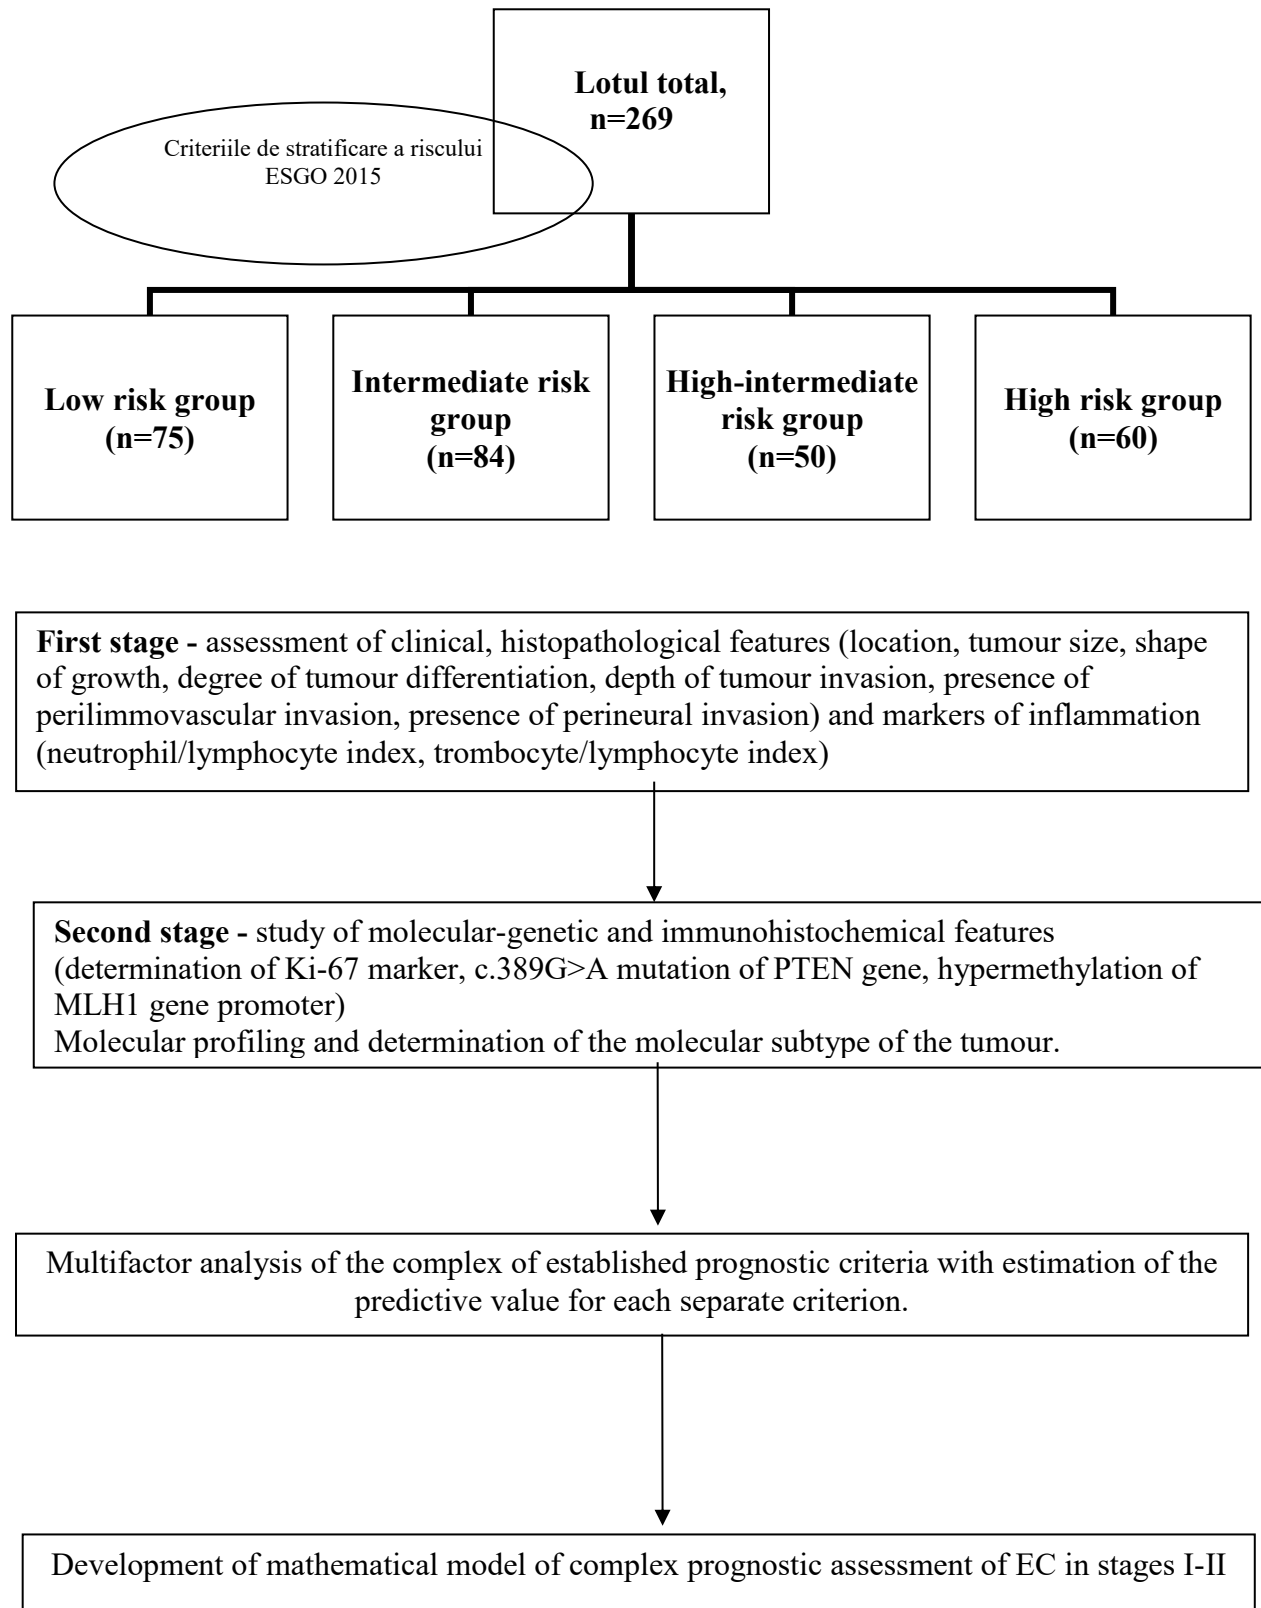 Lotul total,
n=269
Criteriile de stratificare a riscului
ESGO 2015
Low risk group
(n=75)
Intermediate risk
group
(n=84)
High-intermediate
risk group
(n=50)
High risk group
(n=60)
First stage - assessment of clinical, histopathological features (location, tumour size, shape
of growth, degree of tumour differentiation, depth of tumour invasion, presence of
perilimmovascular invasion, presence of perineural invasion) and markers of inflammation
(neutrophil/lymphocyte index, trombocyte/lymphocyte index)
Second stage - study of molecular-genetic and immunohistochemical features
(determination of Ki-67 marker, c.389G>A mutation of PTEN gene, hypermethylation of
MLH1 gene promoter)
Molecular profiling and determination of the molecular subtype of the tumour.
Multifactor analysis of the complex of established prognostic criteria with estimation of the
predictive value for each separate criterion.
Development of mathematical model of complex prognostic assessment of EC in stages I-II